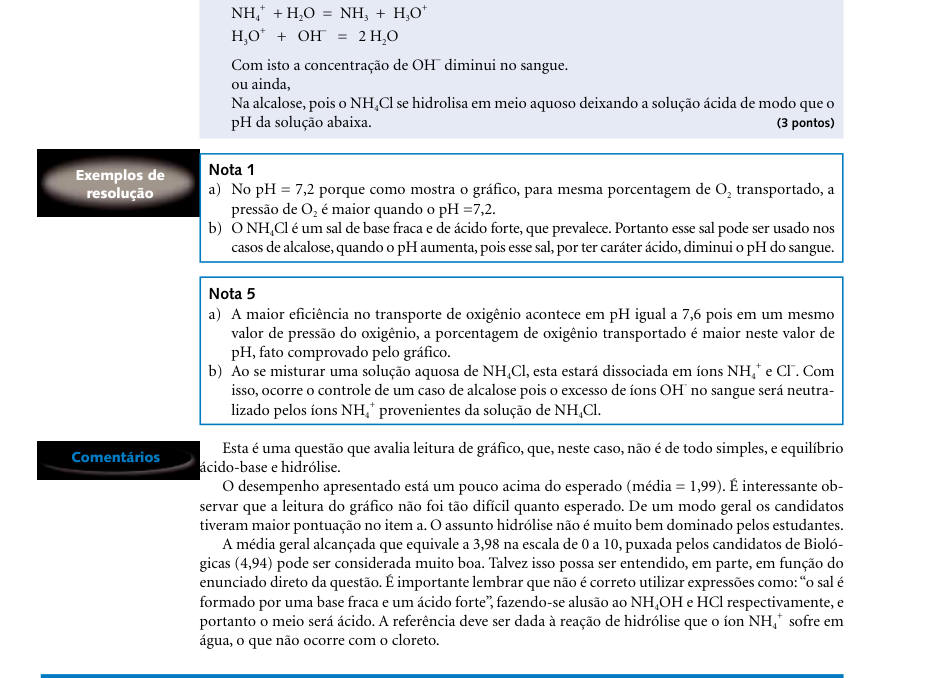 NH₄⁺ + H₂O = NH₃ + H₃O⁺
H₃O⁺ + OH⁻ = 2 H₂O
Com isto a concentração de OH⁻ diminui no sangue.
ou ainda,
Na alcalose, pois o NH₄Cl se hidrolisa em meio aquoso deixando a solução ácida de modo que o
pH da solução abaixa. (3 pontos)
Exemplos de
resolução
Nota 1
a) No pH = 7,2 porque como mostra o gráfico, para mesma porcentagem de O₂ transportado, a
pressão de O₂ é maior quando o pH =7,2.
b) O NH₄Cl é um sal de base fraca e de ácido forte, que prevalece. Portanto esse sal pode ser usado nos
casos de alcalose, quando o pH aumenta, pois esse sal, por ter caráter ácido, diminui o pH do sangue.
Nota 5
a) A maior eficiência no transporte de oxigênio acontece em pH igual a 7,6 pois em um mesmo
valor de pressão do oxigênio, a porcentagem de oxigênio transportado é maior neste valor de
pH, fato comprovado pelo gráfico.
b) Ao se misturar uma solução aquosa de NH₄Cl, esta estará dissociada em íons NH₄⁺ e Cl⁻. Com
isso, ocorre o controle de um caso de alcalose pois o excesso de íons OH⁻ no sangue será neutra-
lizado pelos íons NH₄⁺ provenientes da solução de NH₄Cl.
Comentários
Esta é uma questão que avalia leitura de gráfico, que, neste caso, não é de todo simples, e equilíbrio
ácido-base e hidrólise.
O desempenho apresentado está um pouco acima do esperado (média = 1,99). É interessante ob-
servar que a leitura do gráfico não foi tão difícil quanto esperado. De um modo geral os candidatos
tiveram maior pontuação no item a. O assunto hidrólise não é muito bem dominado pelos estudantes.
A média geral alcançada que equivale a 3,98 na escala de 0 a 10, puxada pelos candidatos de Bioló-
gicas (4,94) pode ser considerada muito boa. Talvez isso possa ser entendido, em parte, em função do
enunciado direto da questão. É importante lembrar que não é correto utilizar expressões como: “o sal é
formado por uma base fraca e um ácido forte”, fazendo-se alusão ao NH₄OH e HCl respectivamente, e
portanto o meio será ácido. A referência deve ser dada à reação de hidrólise que o íon NH₄⁺ sofre em
água, o que não ocorre com o cloreto.